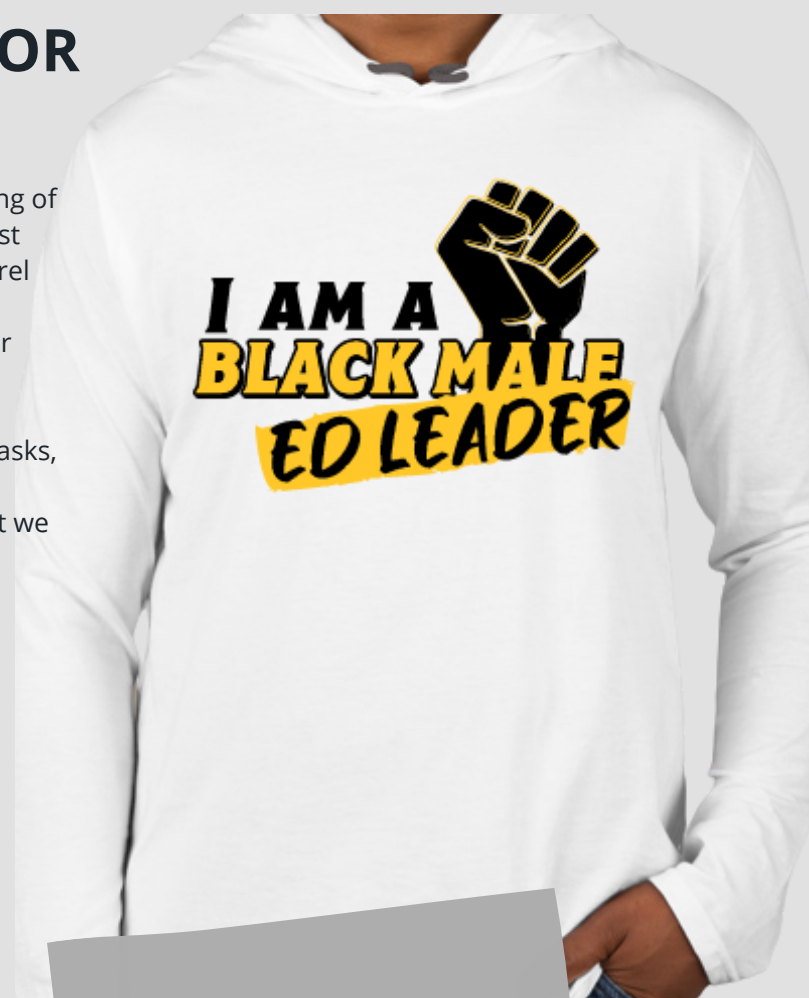 OR
ng of
st
rel
r
asks,
t we
I AM A
BLACK MALE
ED LEADER